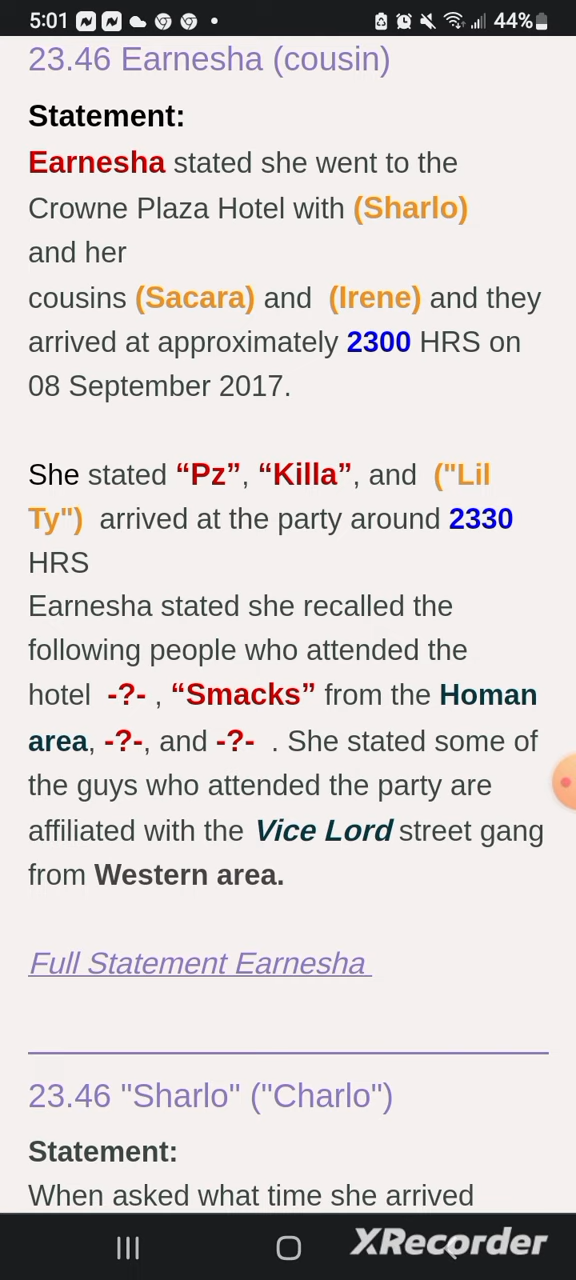 5:01
44%
23.46 Earnesha (cousin)
Statement:
Earnesha stated she went to the
Crowne Plaza Hotel with (Sharlo)
and her
cousins (Sacara) and (Irene) and they
arrived at approximately 2300 HRS on
08 September 2017.
She stated “Pz”, “Killa”, and ("Lil
Ty") arrived at the party around 2330
HRS
Earnesha stated she recalled the
following people who attended the
hotel -?- , “Smacks” from the Homan
area, -?-, and -?- . She stated some of
the guys who attended the party are
affiliated with the Vice Lord street gang
from Western area.
Full Statement Earnesha
23.46 "Sharlo" ("Charlo")
Statement:
When asked what time she arrived
XRecorder